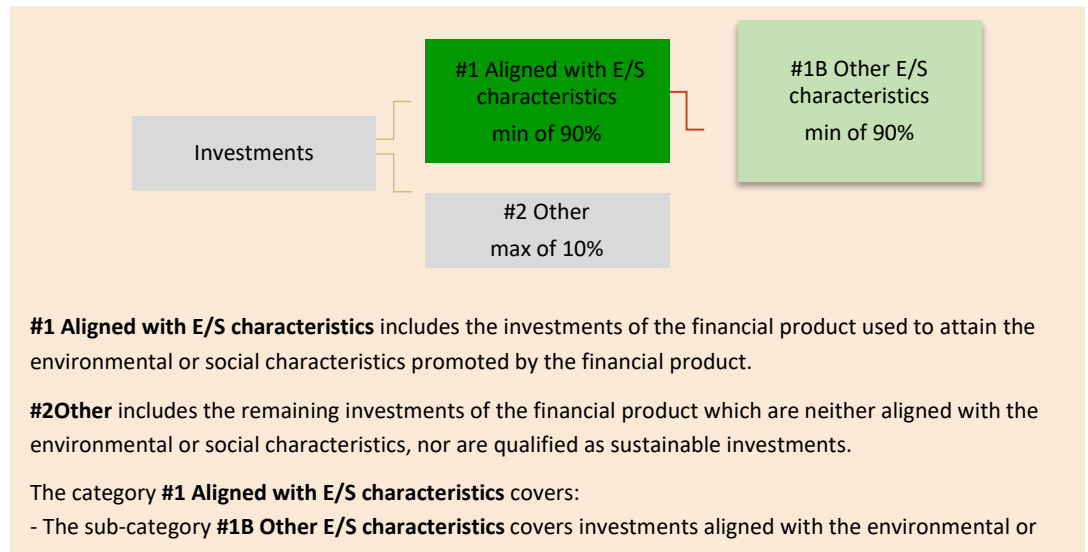 #1 Aligned with E/S
characteristics
min of 90%
#1B Other E/S
characteristics
min of 90%
Investments
#2 Other
max of 10%
#1 Aligned with E/S characteristics includes the investments of the financial product used to attain the
environmental or social characteristics promoted by the financial product.
#2Other includes the remaining investments of the financial product which are neither aligned with the
environmental or social characteristics, nor are qualified as sustainable investments.
The category #1 Aligned with E/S characteristics covers:
- The sub-category #1B Other E/S characteristics covers investments aligned with the environmental or